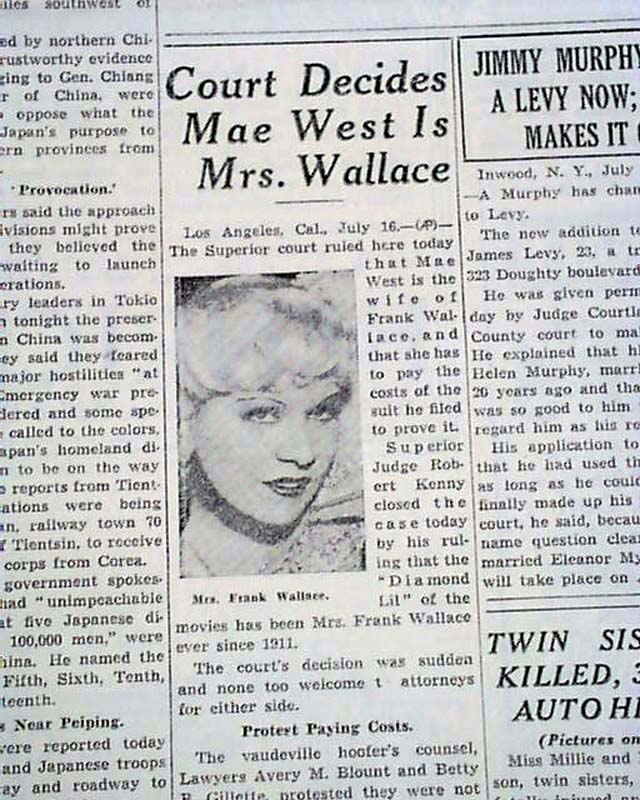 miles southwest of
ed by northern Chi-
rustworthy evidence
ging to Gen. Chiang
r of China, were
oppose what the
Japan's purpose to
ern provinces from
'Provocation.'
rs said the approach
ivisions might prove
they believed the
waiting to launch
erations.
ry leaders in Tokio
n tonight the preser-
n China was becom-
ey said they feared
major hostilities "at
Emergency war pre-
dered and some spe-
called to the colors,
apan's homeland di-
n to be on the way
reports from Tient-
ations were being
an, railway town 70
f Tientsin, to receive
corps from Corea.
government spokes-
had "unimpeachable
at five Japanese di-
100,000 men," were
hina. He named the
Fifth, Sixth, Tenth,
teenth.
s Near Peiping.
were reported today
and Japanese troops
ay and roadway to
Court Decides
Mae West Is
Mrs. Wallace
Los Angeles, Cal., July 16.—(AP)—
The Superior court ruled here today
that Mae
West is the
wife of
Frank Wal-
lace, and
that she has
to pay the
costs of the
suit he filed
to prove it.
Superior
Judge Rob-
ert Kenny
closed the
case today
by his rul-
ing that the
"Diamond
Lil" of the
Mrs. Frank Wallace.
movies has been Mrs. Frank Wallace
ever since 1911.
The court's decision was sudden
and none too welcome t attorneys
for either side.
Protest Paying Costs.
The vaudeville hoofer's counsel,
Lawyers Avery M. Blount and Betty
R. Gillette, protested they were not
JIMMY MURPHY
A LEVY NOW:
MAKES IT
Inwood, N. Y., July
—A Murphy has chan
to Levy.
The new addition to
James Levy, 23, a tr
323 Doughty boulevard
He was given perm
day by Judge Courtla
County court to mak
He explained that h
Helen Murphy, marri
20 years ago and tha
was so good to him
regard him as his re
His application to
that he had used th
as long as he could
finally made up his
court, he said, becau
name question clear
married Eleanor My
will take place on
TWIN SIS
KILLED, 3
AUTO HI
(Pictures on
Miss Millie and
son, twin sisters,